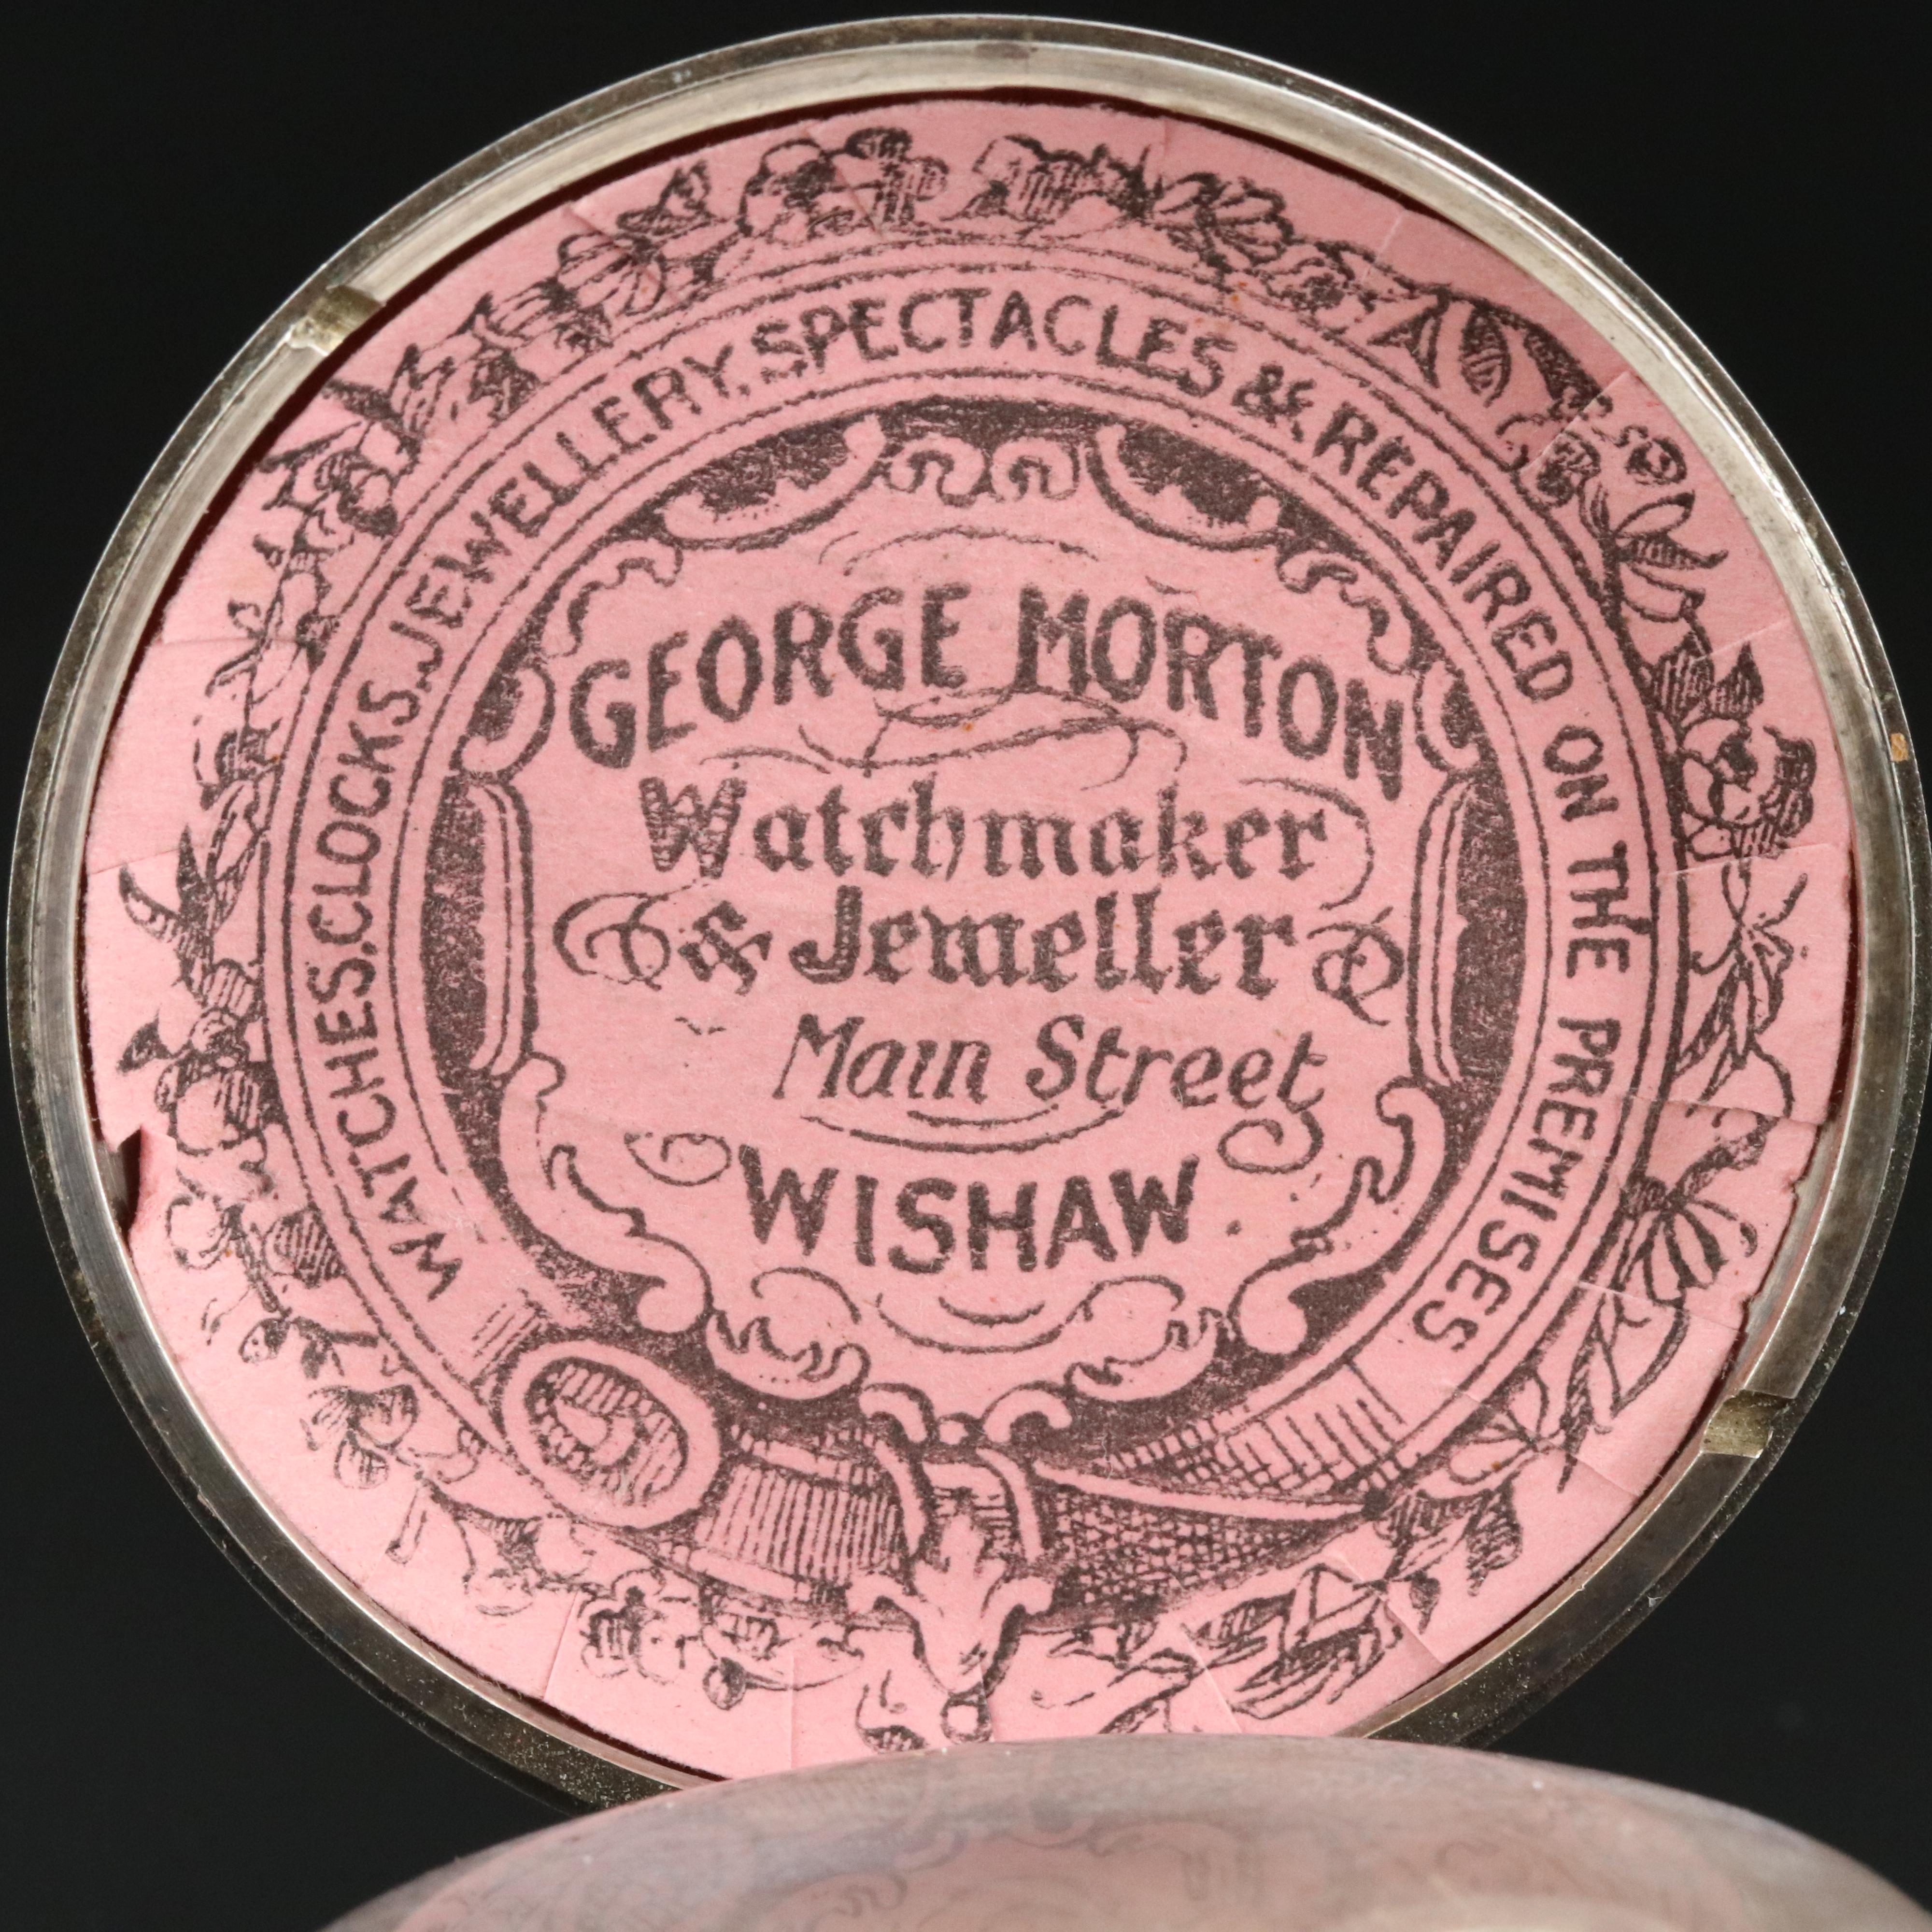 WATCHES,CLOCKS,JEWELLERY,SPECTACLES &c REPAIRED ON THE PREMISES
GEORGE MORTON
Watchmaker
& Jeweller
Main Street
WISHAW.